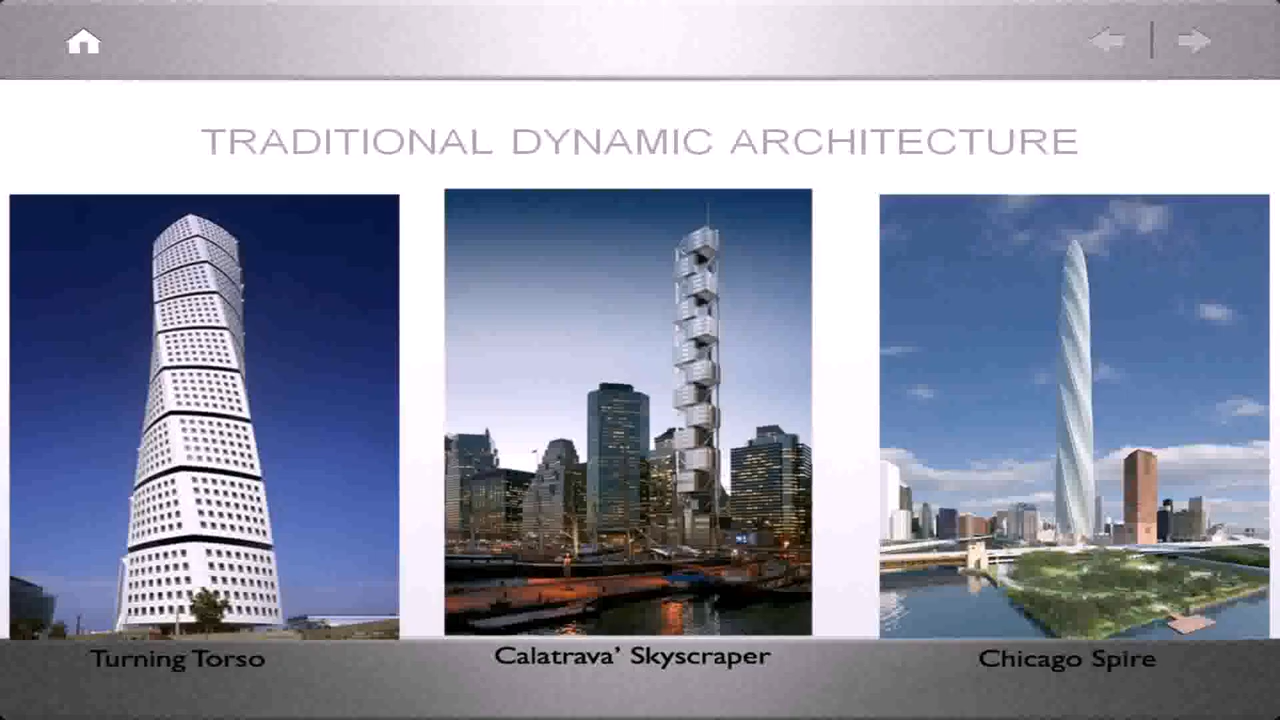 TRADITIONAL DYNAMIC ARCHITECTURE
Turning Torso
Calatrava’ Skyscraper
Chicago Spire